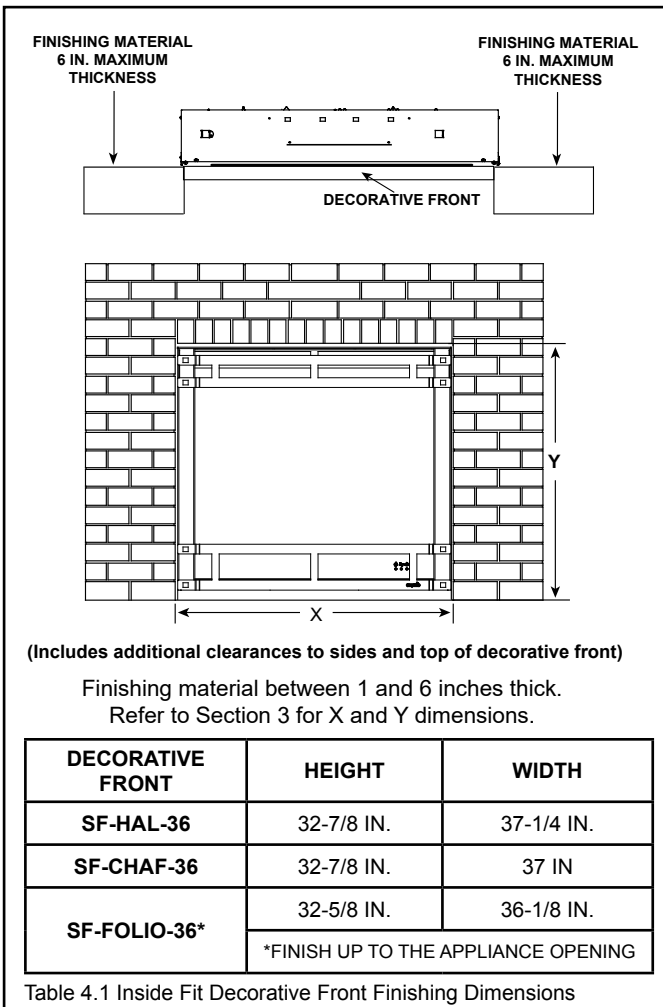 FINISHING MATERIAL
6 IN. MAXIMUM
THICKNESS
FINISHING MATERIAL
6 IN. MAXIMUM
THICKNESS
DECORATIVE FRONT
Y
X
(Includes additional clearances to sides and top of decorative front)
Finishing material between 1 and 6 inches thick.
Refer to Section 3 for X and Y dimensions.
DECORATIVE
FRONT
HEIGHT
WIDTH
SF-HAL-36
32-7/8 IN.
37-1/4 IN.
SF-CHAF-36
32-7/8 IN.
37 IN
SF-FOLIO-36*
32-5/8 IN.
36-1/8 IN.
*FINISH UP TO THE APPLIANCE OPENING
Table 4.1 Inside Fit Decorative Front Finishing Dimensions